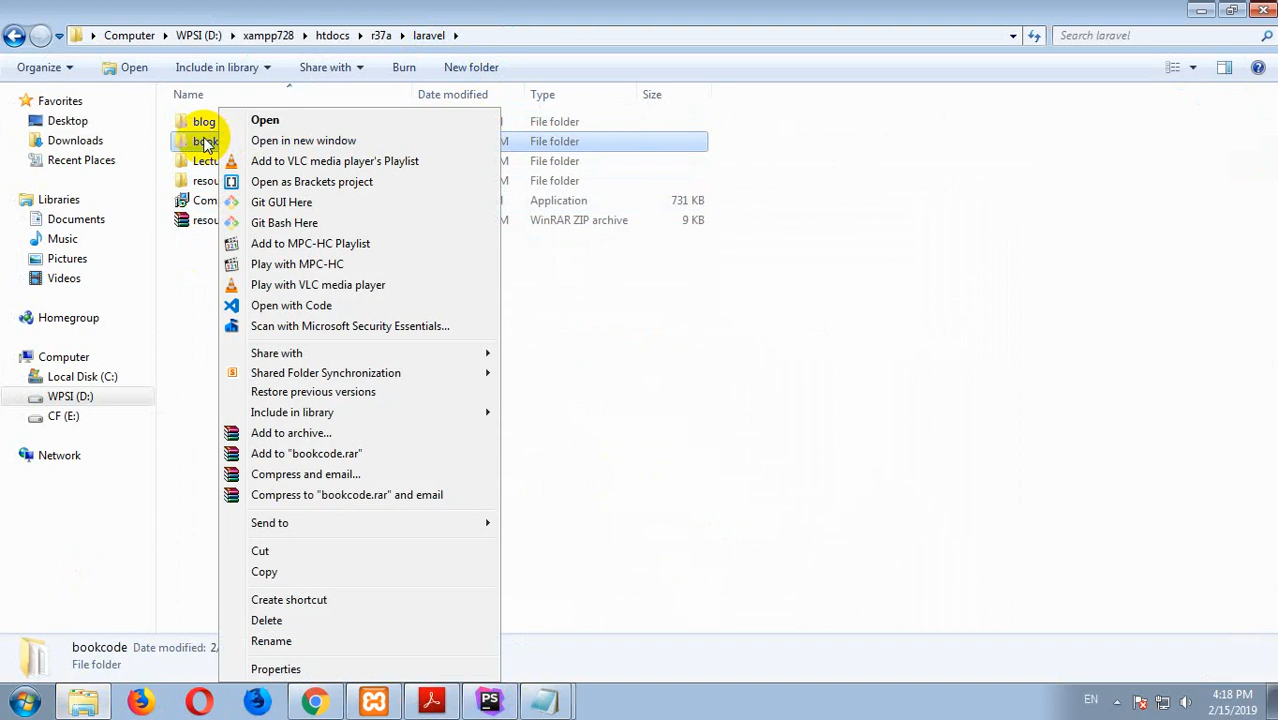 Computer WPSI (D:) xampp728 htdocs r37a laravel
Search laravel
Organize Open Include in library Share with Burn New folder
Name Date modified Type Size
Favorites
Desktop
Downloads
Recent Places
Libraries
Documents
Music
Pictures
Videos
Homegroup
Computer
Local Disk (C:)
WPSI (D:)
CF (E:)
Network
blog
book
Lectu
resou
Com
resou
M File folder
M File folder
M File folder
M Application 731 KB
M WinRAR ZIP archive 9 KB
Open
Open in new window
Add to VLC media player's Playlist
Open as Brackets project
Git GUI Here
Git Bash Here
Add to MPC-HC Playlist
Play with MPC-HC
Play with VLC media player
Open with Code
Scan with Microsoft Security Essentials...
Share with
Shared Folder Synchronization
Restore previous versions
Include in library
Add to archive...
Add to "bookcode.rar"
Compress and email...
Compress to "bookcode.rar" and email
Send to
Cut
Copy
Create shortcut
Delete
Rename
Properties
bookcode Date modified: 2/
File folder
PS
EN
4:18 PM
2/15/2019